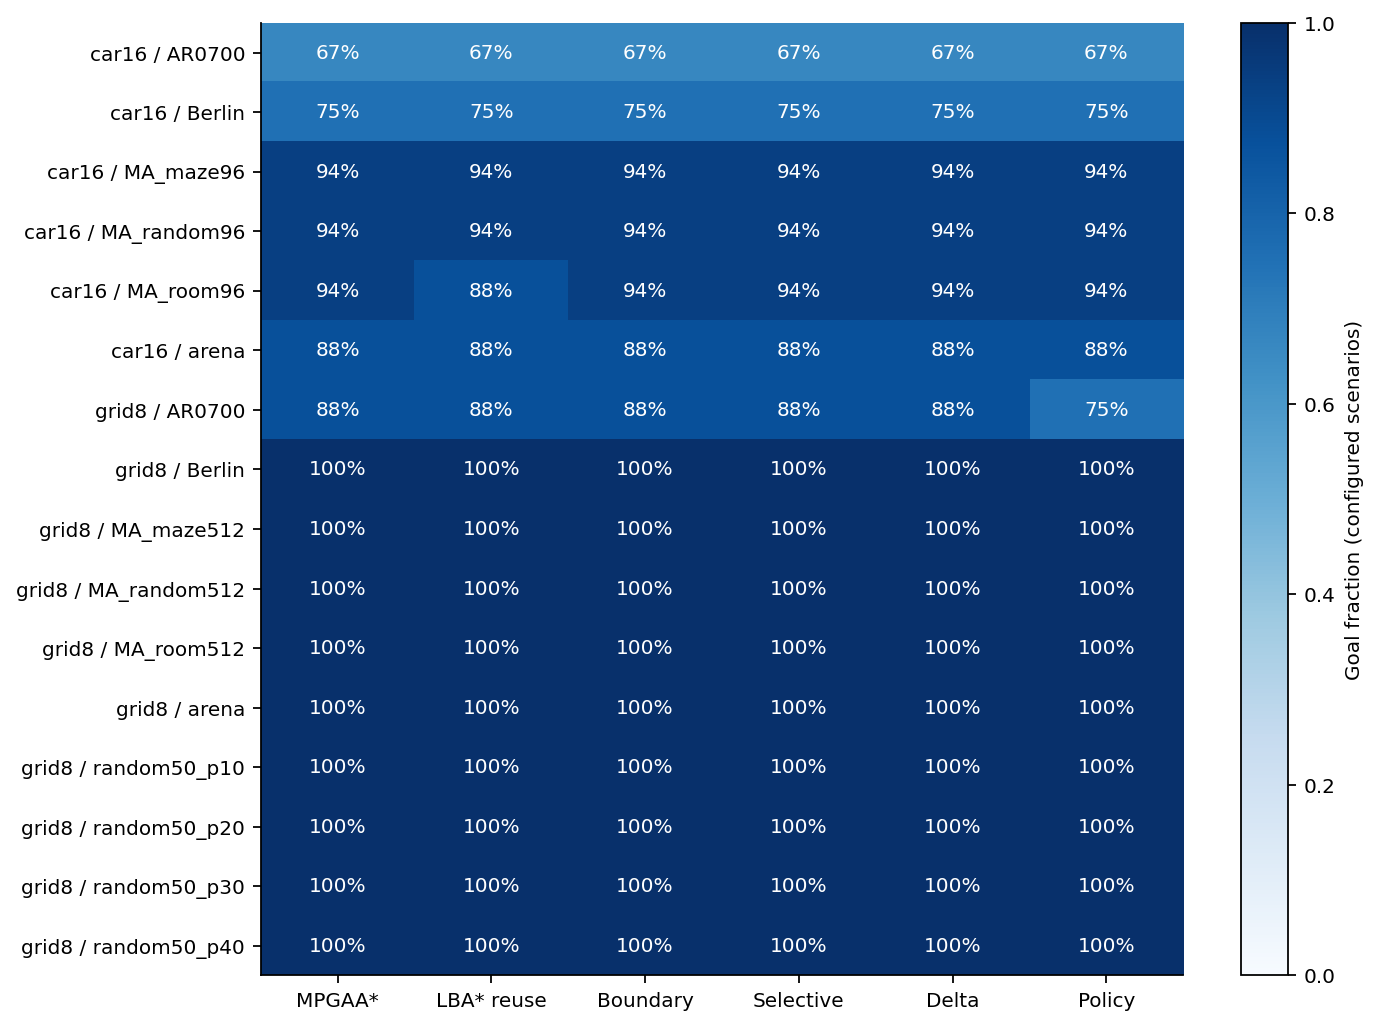 car16 / AR0700 67% 67% 67% 67% 67% 67%
car16 / Berlin 75% 75% 75% 75% 75% 75%
car16 / MA_maze96 94% 94% 94% 94% 94% 94%
car16 / MA_random96 94% 94% 94% 94% 94% 94%
car16 / MA_room96 94% 88% 94% 94% 94% 94%
car16 / arena 88% 88% 88% 88% 88% 88%
grid8 / AR0700 88% 88% 88% 88% 88% 75%
grid8 / Berlin 100% 100% 100% 100% 100% 100%
grid8 / MA_maze512 100% 100% 100% 100% 100% 100%
grid8 / MA_random512 100% 100% 100% 100% 100% 100%
grid8 / MA_room512 100% 100% 100% 100% 100% 100%
grid8 / arena 100% 100% 100% 100% 100% 100%
grid8 / random50_p10 100% 100% 100% 100% 100% 100%
grid8 / random50_p20 100% 100% 100% 100% 100% 100%
grid8 / random50_p30 100% 100% 100% 100% 100% 100%
grid8 / random50_p40 100% 100% 100% 100% 100% 100%
MPGAA* LBA* reuse Boundary Selective Delta Policy
1.0
0.8
0.6
0.4
0.2
0.0
Goal fraction (configured scenarios)